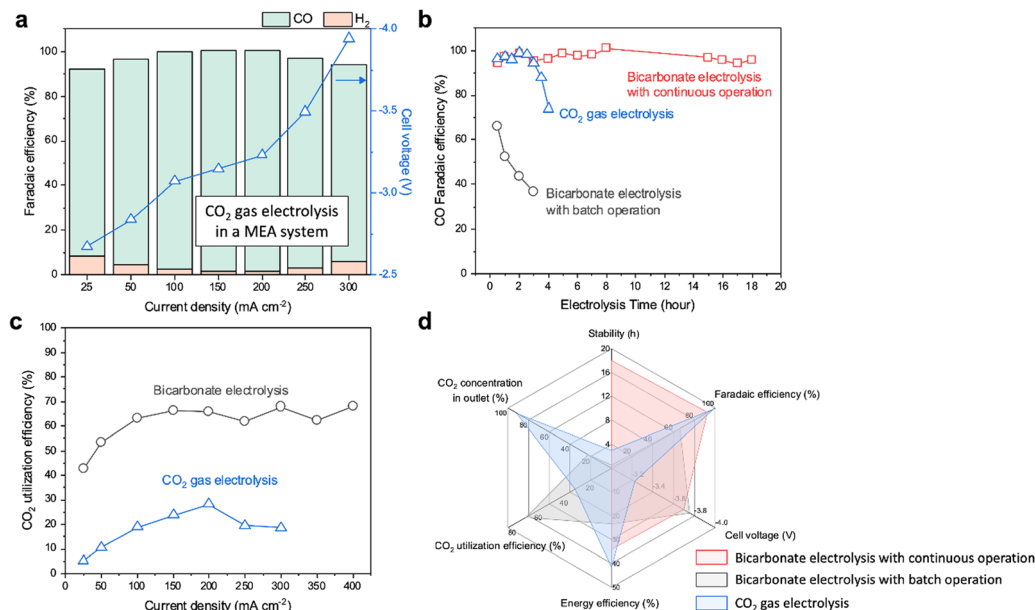 a
CO
H2
100
80
60
40
20
0
Faradaic efficiency (%)
-4.0
-3.5
-3.0
-2.5
Cell voltage (V)
CO2 gas electrolysis
in a MEA system
25 50 100 150 200 250 300
Current density (mA cm-2)
b
100
80
60
40
20
0
CO Faradaic efficiency (%)
Bicarbonate electrolysis
with continuous operation
CO2 gas electrolysis
Bicarbonate electrolysis
with batch operation
0 2 4 6 8 10 12 14 16 18
Electrolysis Time (hour)
c
100
90
80
70
60
50
40
30
20
10
0
CO2 utilization efficiency (%)
Bicarbonate electrolysis
CO2 gas electrolysis
0 50 100 150 200 250 300 350 400
Current density (mA cm-2)
d
Stability (h)
20
16
12
8
4
CO2 concentration
in outlet (%)
100
80
60
40
20
Faradaic efficiency (%)
100
80
60
40
CO2 utilization efficiency (%)
80
60
40
20
Cell voltage (V)
-4.0
-3.8
-3.6
-3.4
-3.2
Energy efficiency (%)
50
40
30
20
Bicarbonate electrolysis with continuous operation
Bicarbonate electrolysis with batch operation
CO2 gas electrolysis